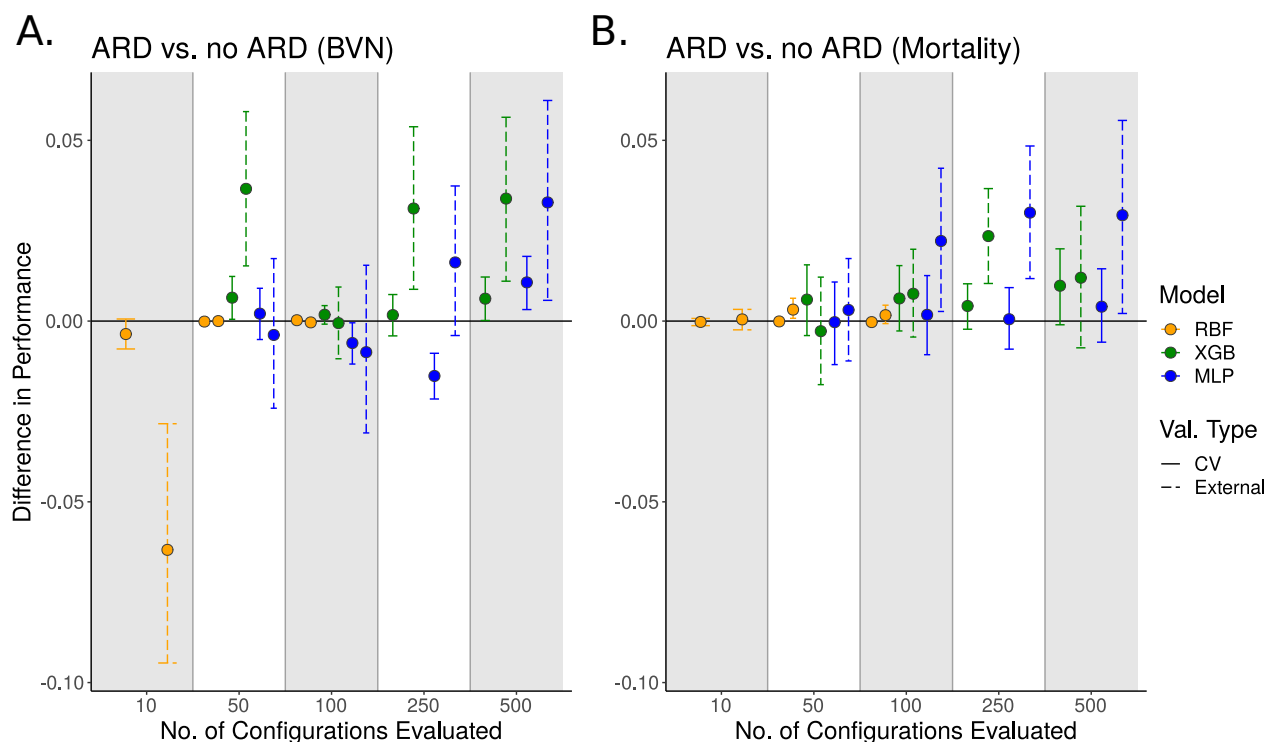 A.
ARD vs. no ARD (BVN)
Difference in Performance
0.05
0.00
-0.05
-0.10
10 50 100 250 500
No. of Configurations Evaluated
B.
ARD vs. no ARD (Mortality)
0.05
0.00
-0.05
-0.10
10 50 100 250 500
No. of Configurations Evaluated
Model
RBF
XGB
MLP
Val. Type
CV
External